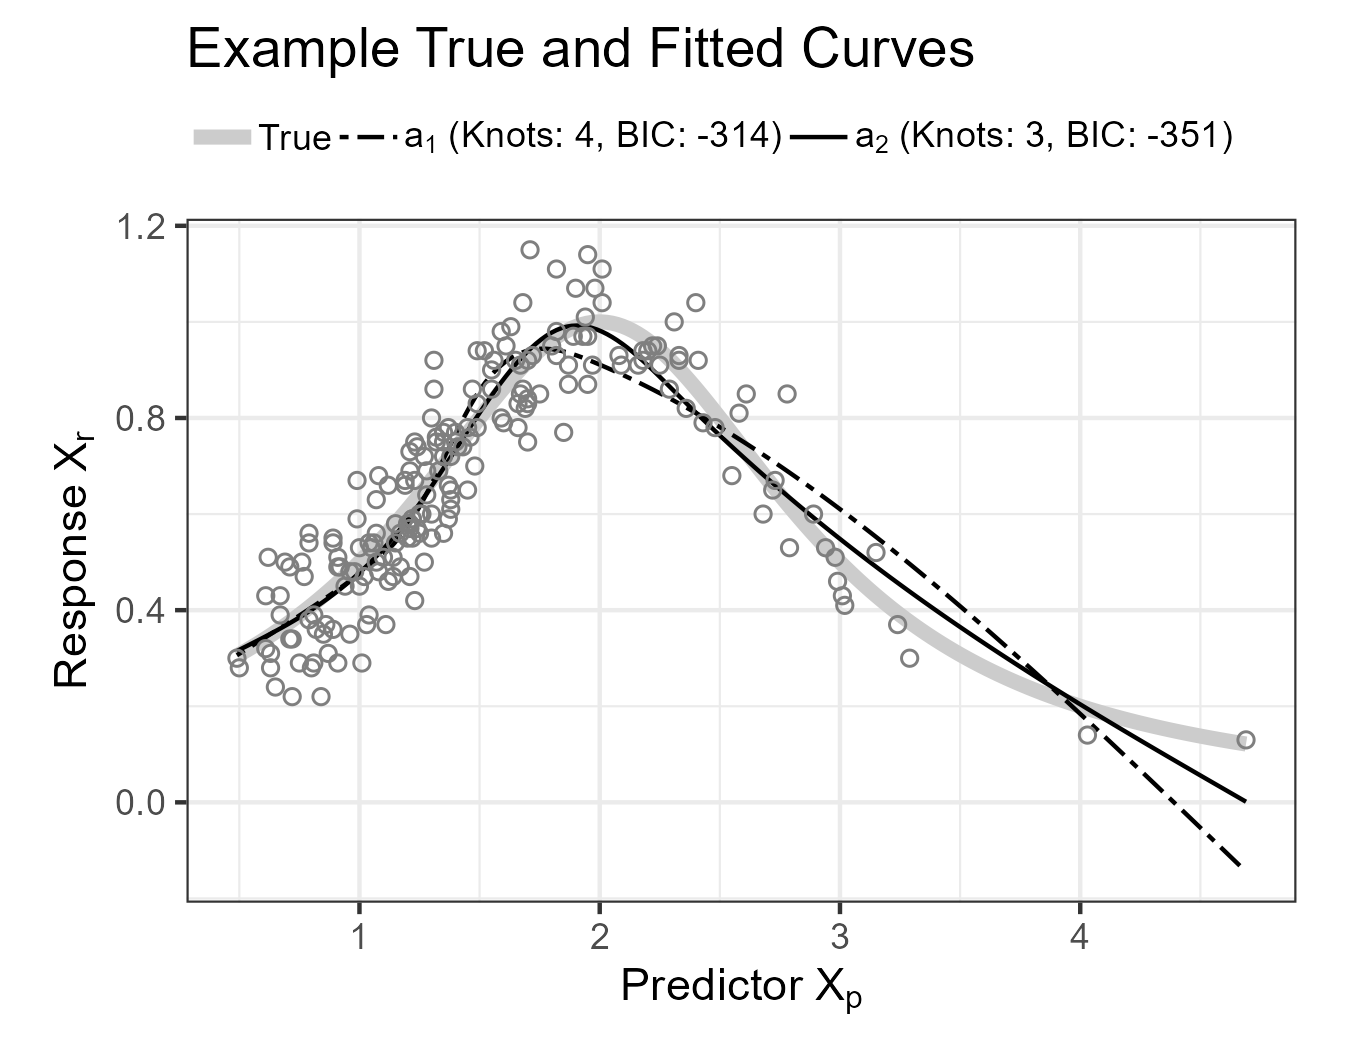 Example True and Fitted Curves
True a₁ (Knots: 4, BIC: -314) a₂ (Knots: 3, BIC: -351)
1.2
0.8
0.4
0.0
Response Xᵣ
1 2 3 4
Predictor Xₚ